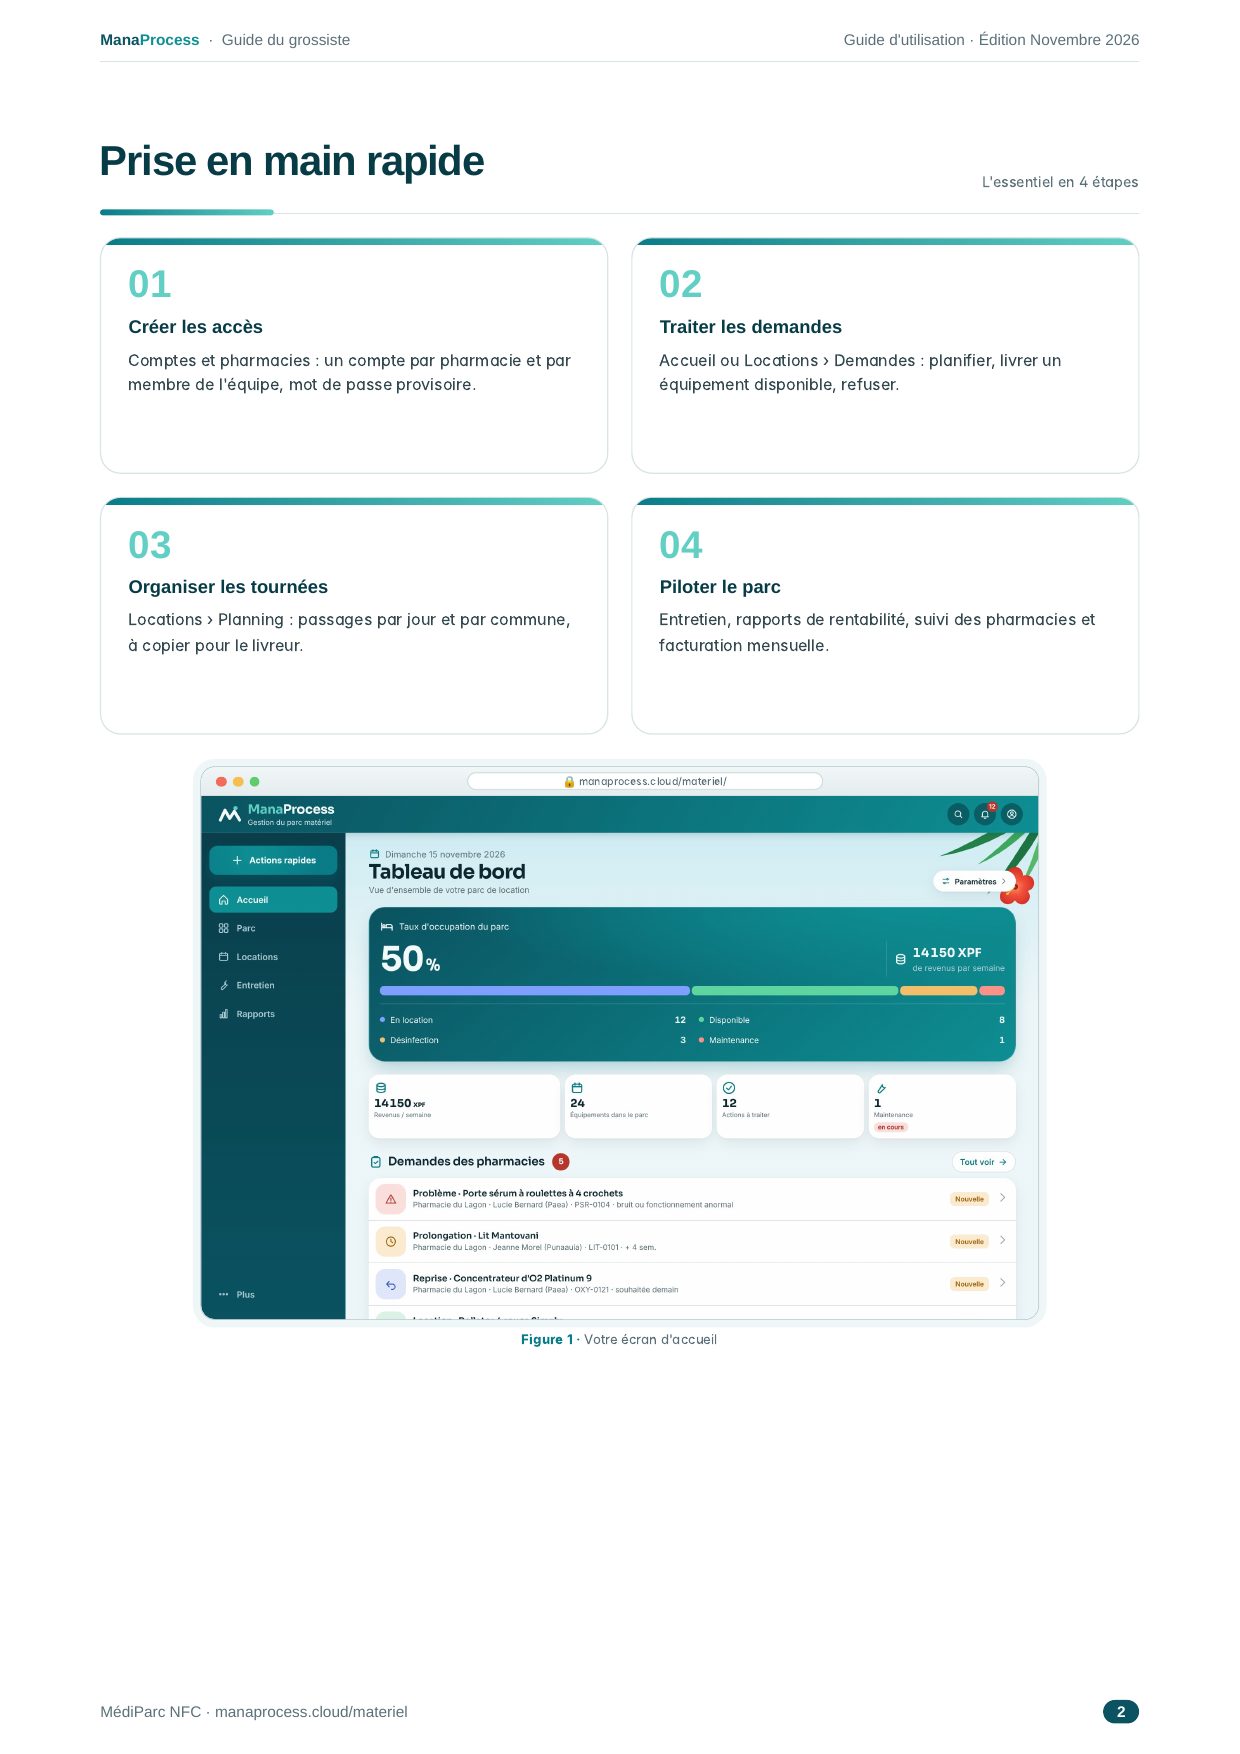 ManaProcess · Guide du grossiste
Guide d'utilisation · Édition Novembre 2026
Prise en main rapide
L'essentiel en 4 étapes
01
Créer les accès
Comptes et pharmacies : un compte par pharmacie et par
membre de l'équipe, mot de passe provisoire.
02
Traiter les demandes
Accueil ou Locations › Demandes : planifier, livrer un
équipement disponible, refuser.
03
Organiser les tournées
Locations › Planning : passages par jour et par commune,
à copier pour le livreur.
04
Piloter le parc
Entretien, rapports de rentabilité, suivi des pharmacies et
facturation mensuelle.
manaprocess.cloud/materiel/
ManaProcess
Gestion du parc matériel
12
Actions rapides
Accueil
Parc
Locations
Entretien
Rapports
Plus
Dimanche 15 novembre 2026
Tableau de bord
Vue d'ensemble de votre parc de location
Paramètres
Taux d'occupation du parc
50%
14150 XPF
de revenus par semaine
En location 12
Disponible 8
Désinfection 3
Maintenance 1
14150 XPF
Revenus / semaine
24
Équipements dans le parc
12
Actions à traiter
1
Maintenance
en cours
Demandes des pharmacies 5
Tout voir →
Problème · Porte sérum à roulettes à 4 crochets
Pharmacie du Lagon · Lucie Bernard (Paea) · PSR-0104 · bruit ou fonctionnement anormal
Nouvelle
Prolongation · Lit Mantovani
Pharmacie du Lagon · Jeanne Morel (Punaauia) · LIT-0101 · + 4 sem.
Nouvelle
Reprise · Concentrateur d'O2 Platinum 9
Pharmacie du Lagon · Lucie Bernard (Paea) · OXY-0121 · souhaitée demain
Nouvelle
Figure 1 · Votre écran d'accueil
MédiParc NFC · manaprocess.cloud/materiel
2